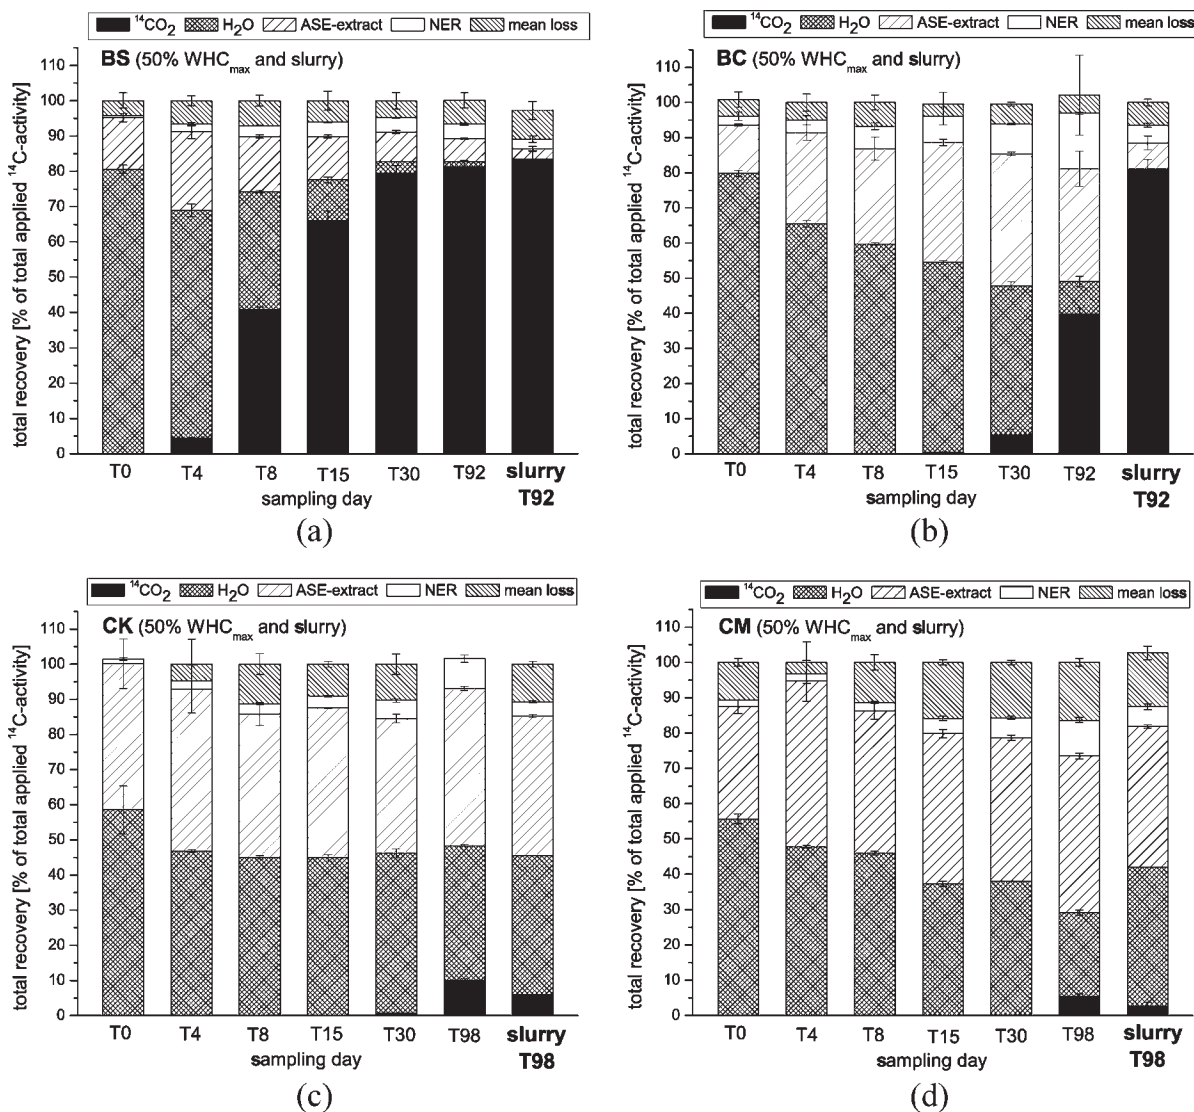 ¹⁴CO₂ H₂O ASE-extract NER mean loss
BS (50% WHCmax and slurry)
total recovery [% of total applied ¹⁴C-activity]
110
100
90
80
70
60
50
40
30
20
10
0
T0 T4 T8 T15 T30 T92 slurry T92
sampling day
(a)
¹⁴CO₂ H₂O ASE-extract NER mean loss
BC (50% WHCmax and slurry)
total recovery [% of total applied ¹⁴C-activity]
110
100
90
80
70
60
50
40
30
20
10
0
T0 T4 T8 T15 T30 T92 slurry T92
sampling day
(b)
¹⁴CO₂ H₂O ASE-extract NER mean loss
CK (50% WHCmax and slurry)
total recovery [% of total applied ¹⁴C-activity]
110
100
90
80
70
60
50
40
30
20
10
0
T0 T4 T8 T15 T30 T98 slurry T98
sampling day
(c)
¹⁴CO₂ H₂O ASE-extract NER mean loss
CM (50% WHCmax and slurry)
total recovery [% of total applied ¹⁴C-activity]
110
100
90
80
70
60
50
40
30
20
10
0
T0 T4 T8 T15 T30 T98 slurry T98
sampling day
(d)